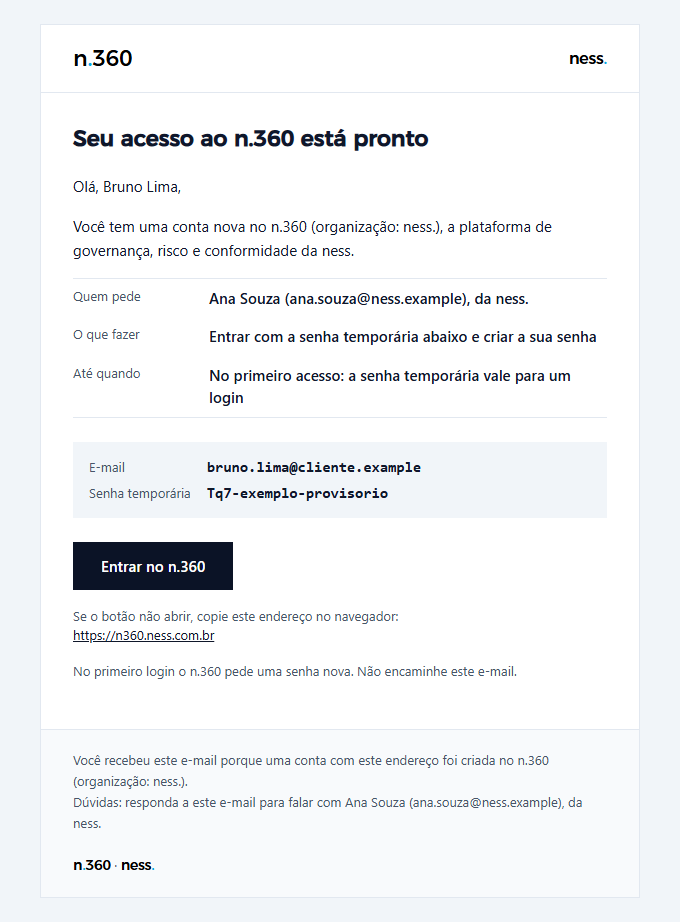 n.360
ness.
Seu acesso ao n.360 está pronto
Olá, Bruno Lima,
Você tem uma conta nova no n.360 (organização: ness.), a plataforma de
governança, risco e conformidade da ness.
Quem pede
Ana Souza (ana.souza@ness.example), da ness.
O que fazer
Entrar com a senha temporária abaixo e criar a sua senha
Até quando
No primeiro acesso: a senha temporária vale para um
login
E-mail
bruno.lima@cliente.example
Senha temporária
Tq7-exemplo-provisorio
Entrar no n.360
Se o botão não abrir, copie este endereço no navegador:
https://n360.ness.com.br
No primeiro login o n.360 pede uma senha nova. Não encaminhe este e-mail.
Você recebeu este e-mail porque uma conta com este endereço foi criada no n.360
(organização: ness.).
Dúvidas: responda a este e-mail para falar com Ana Souza (ana.souza@ness.example), da
ness.
n.360 · ness.